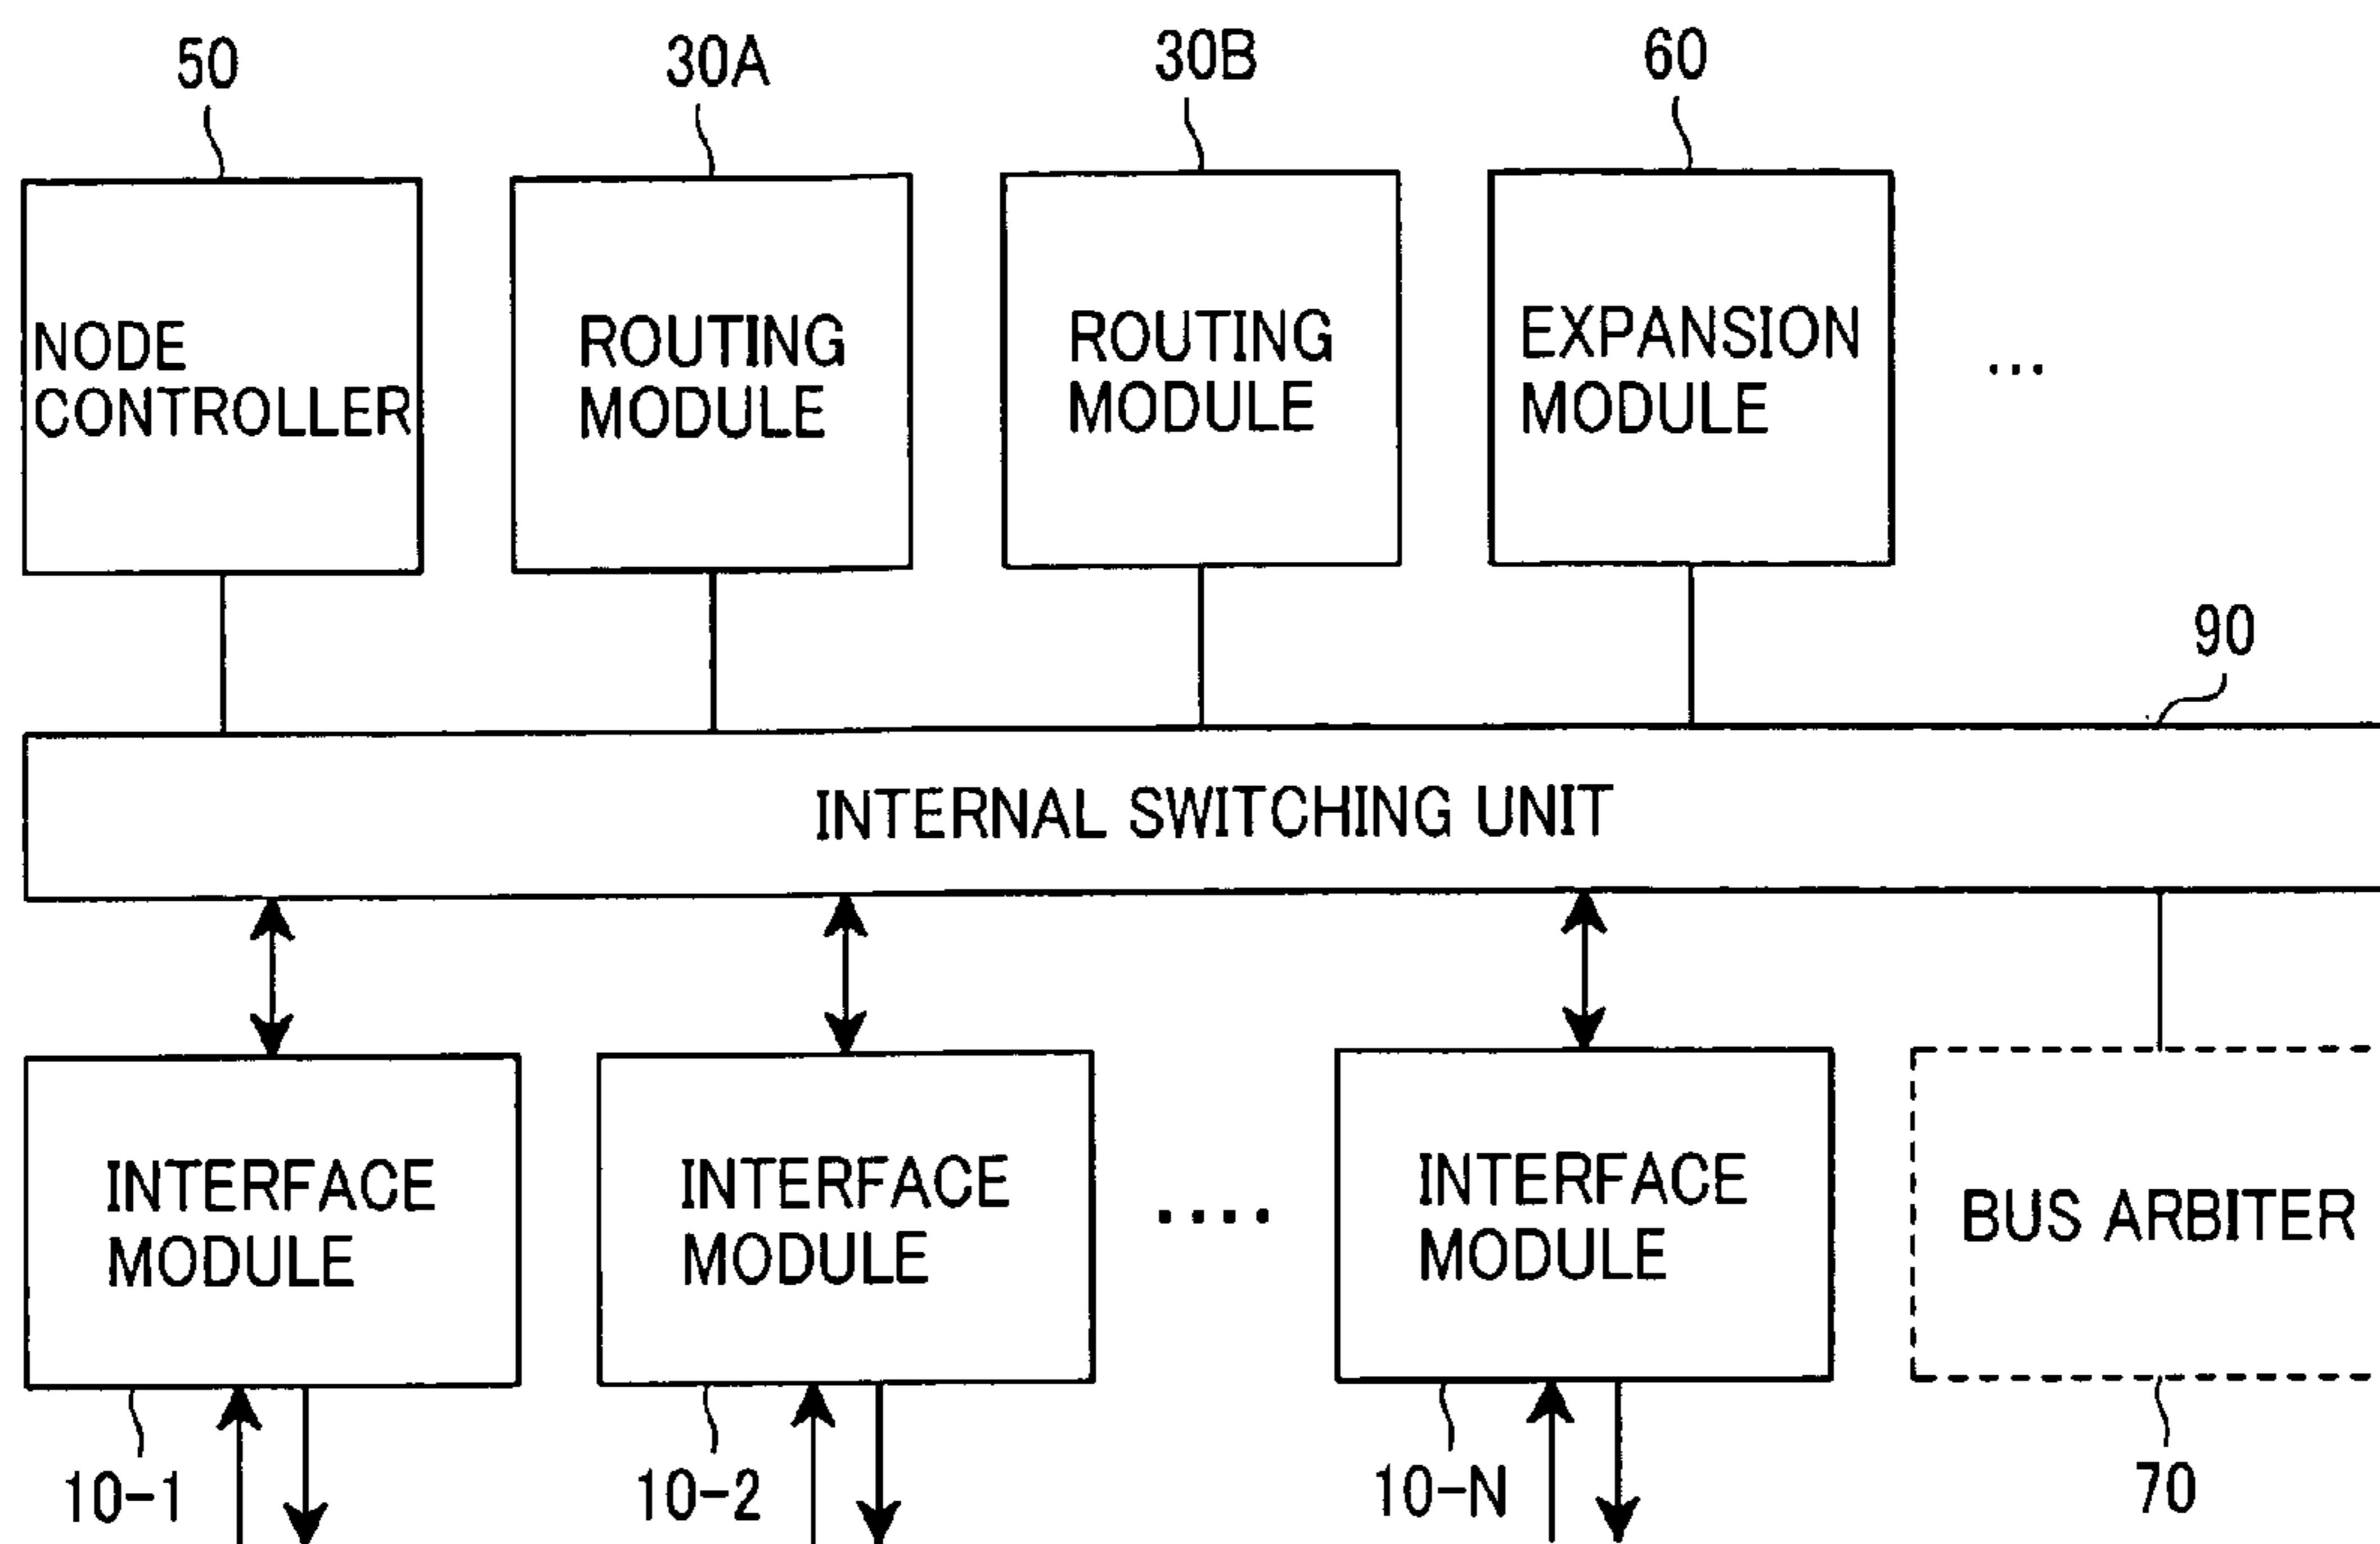 50
30A
30B
60
NODE
CONTROLLER
ROUTING
MODULE
ROUTING
MODULE
EXPANSION
MODULE
...
90
INTERNAL SWITCHING UNIT
INTERFACE
MODULE
INTERFACE
MODULE
....
INTERFACE
MODULE
BUS ARBITER
10-1
10-2
10-N
70